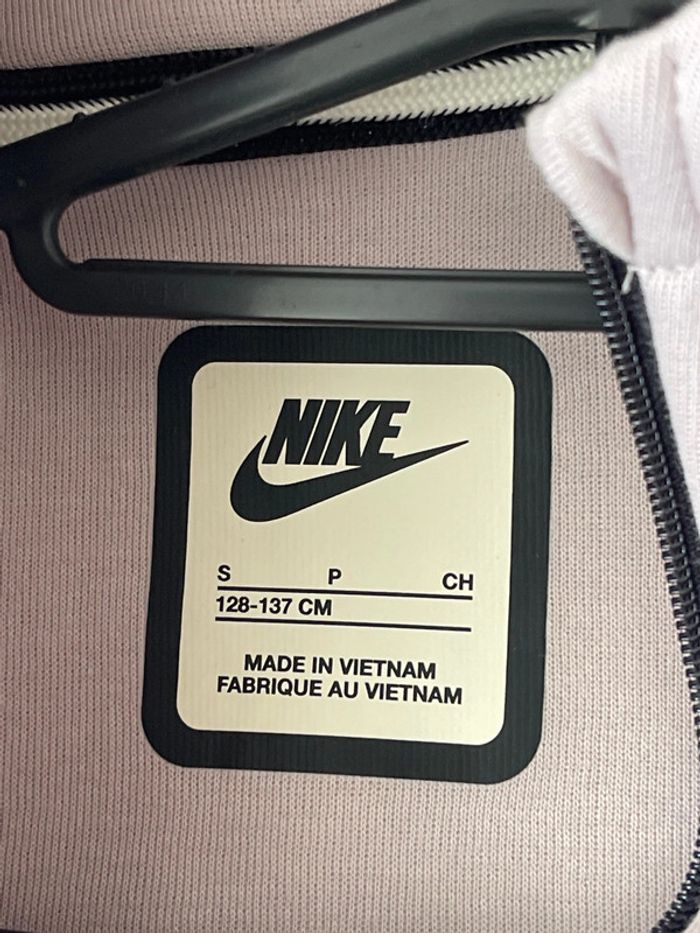 NIKE
S P CH
128-137 CM
MADE IN VIETNAM
FABRIQUE AU VIETNAM